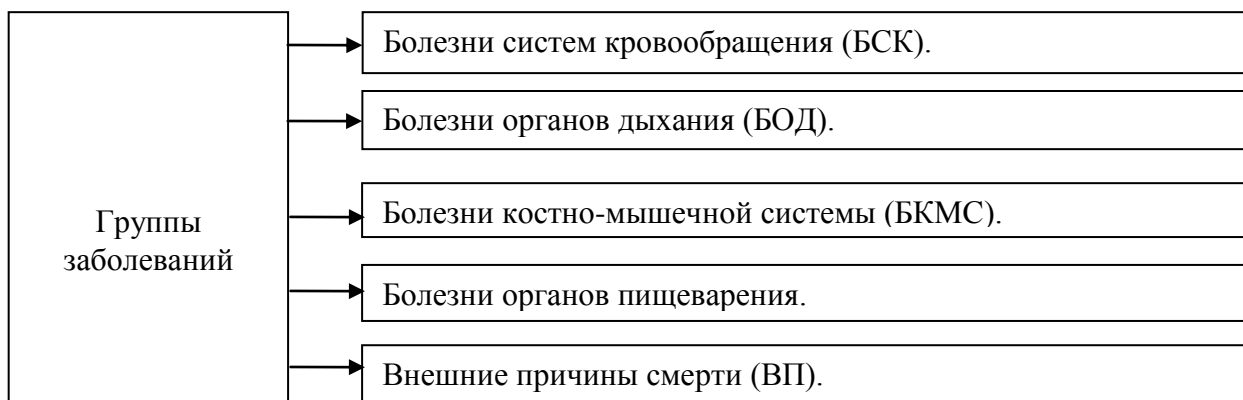 Группы
заболеваний
Болезни систем кровообращения (БСК).
Болезни органов дыхания (БОД).
Болезни костно-мышечной системы (БКМС).
Болезни органов пищеварения.
Внешние причины смерти (ВП).